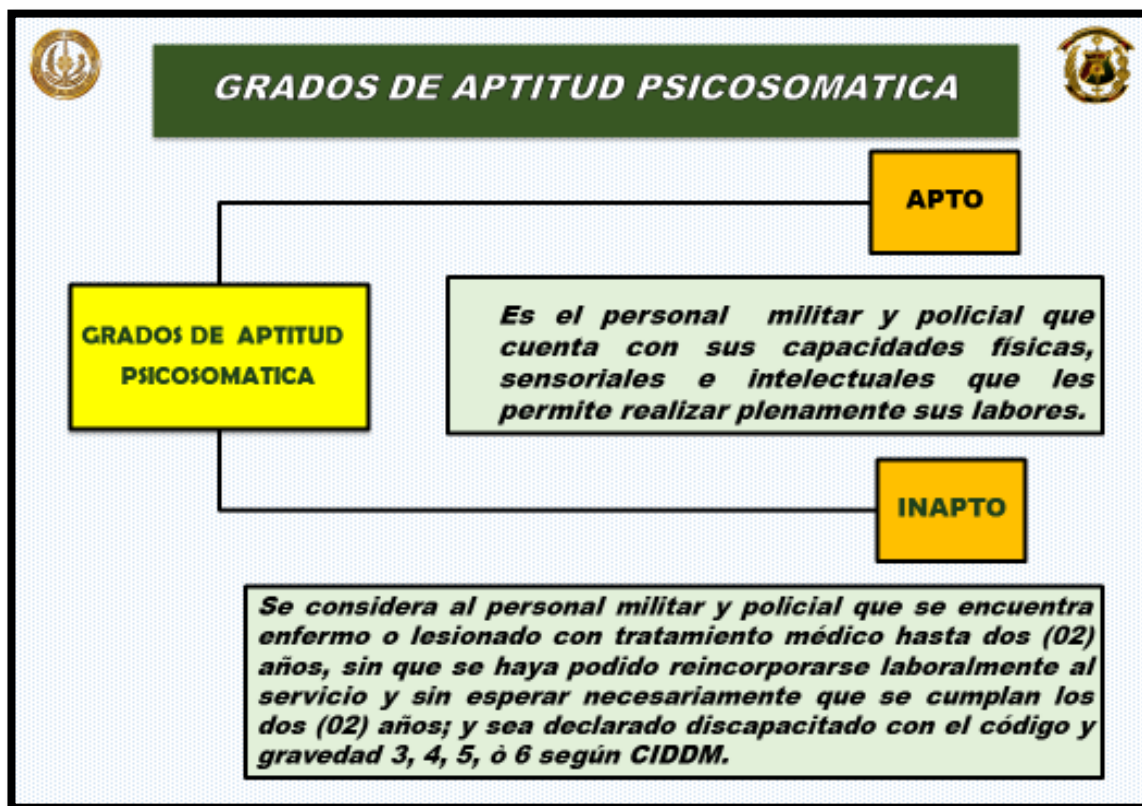 GRADOS DE APTITUD PSICOSOMATICA
APTO
GRADOS DE APTITUD
PSICOSOMATICA
Es el personal militar y policial que
cuenta con sus capacidades físicas,
sensoriales e intelectuales que les
permite realizar plenamente sus labores.
INAPTO
Se considera al personal militar y policial que se encuentra
enfermo o lesionado con tratamiento médico hasta dos (02)
años, sin que se haya podido reincorporarse laboralmente al
servicio y sin esperar necesariamente que se cumplan los
dos (02) años; y sea declarado discapacitado con el código y
gravedad 3, 4, 5, ò 6 según CIDDM.